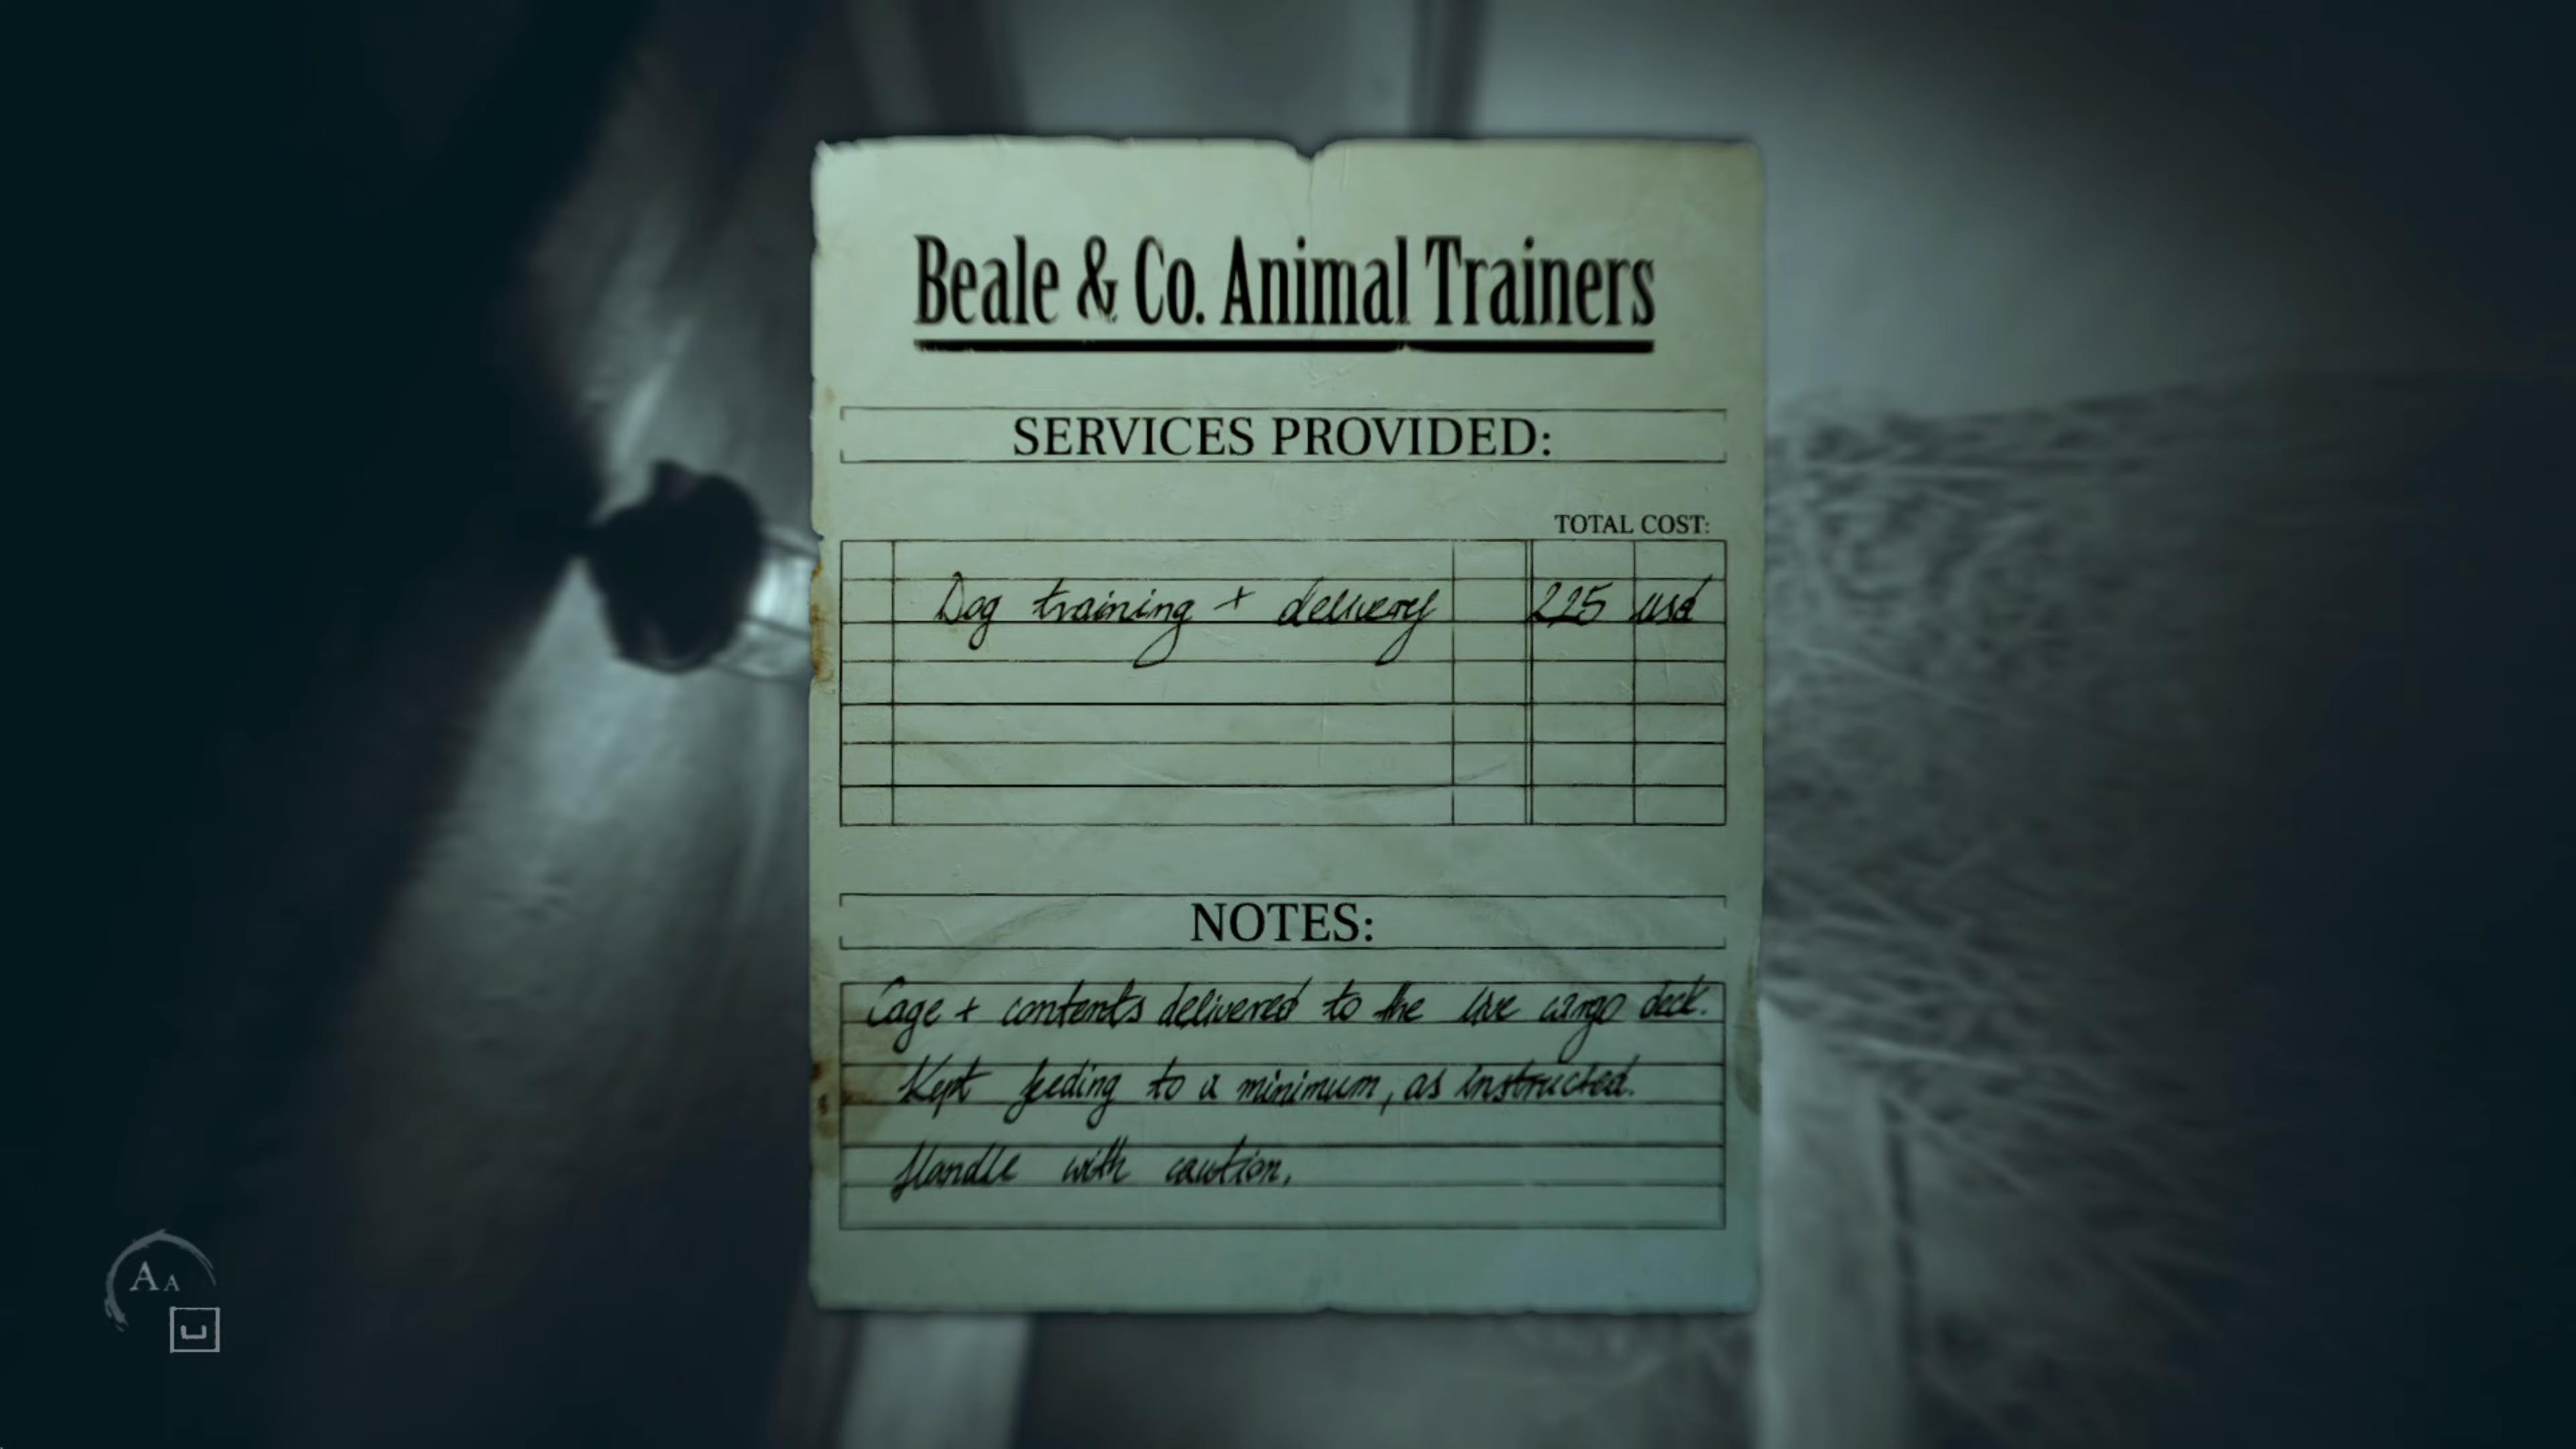 Beale & Co. Animal Trainers
SERVICES PROVIDED:
TOTAL COST:
Dog training + delivery 225 usd
NOTES:
Cage + contents delivered to the live cargo deck.
Kept feeding to a minimum, as instructed.
Handle with caution.
AA